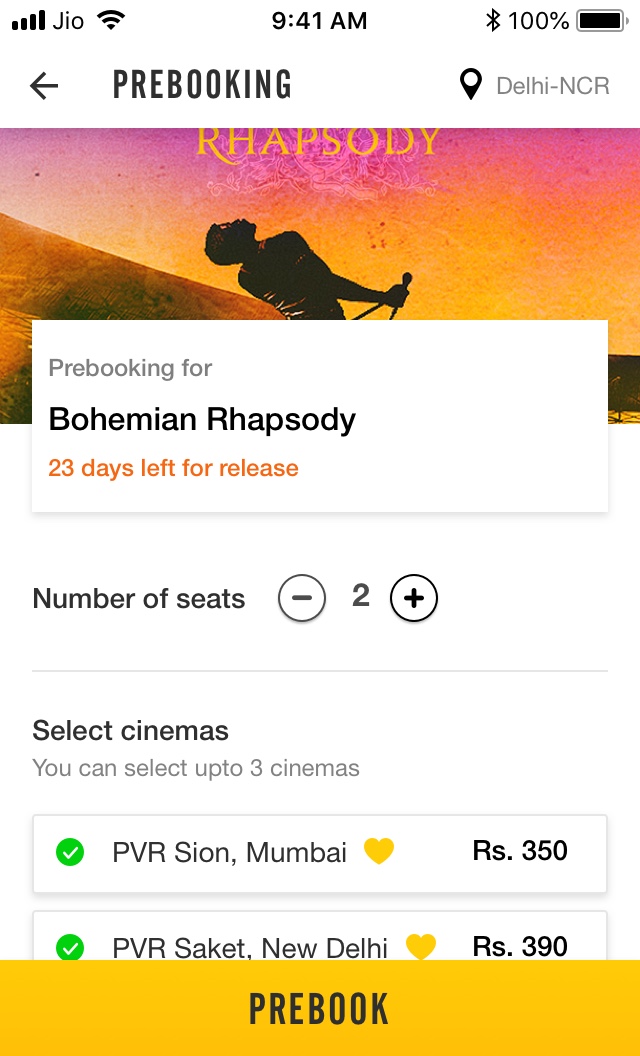 Jio 9:41 AM 100%
PREBOOKING Delhi-NCR
RHAPSODY
Prebooking for
Bohemian Rhapsody
23 days left for release
Number of seats 2
Select cinemas
You can select upto 3 cinemas
PVR Sion, Mumbai Rs. 350
PVR Saket, New Delhi Rs. 390
PREBOOK